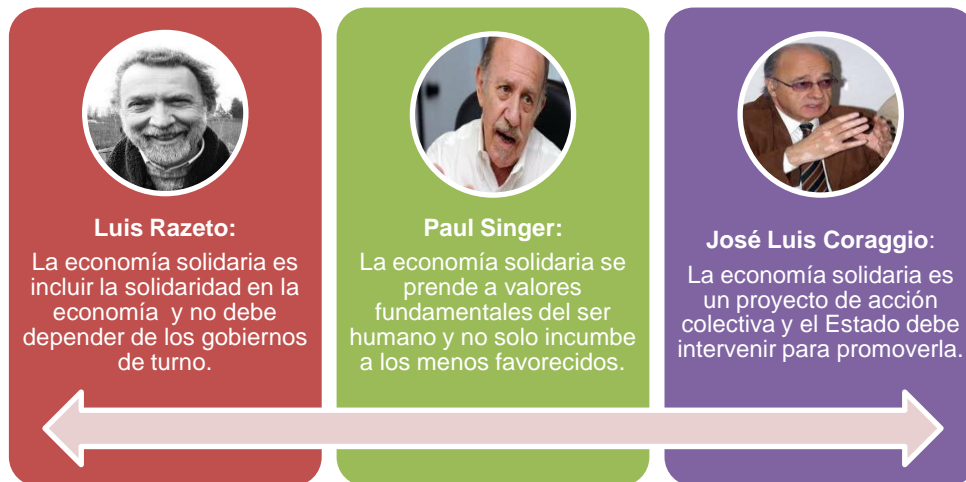 Luis Razeto:
La economía solidaria es
incluir la solidaridad en la
economía y no debe
depender de los gobiernos
de turno.
Paul Singer:
La economía solidaria se
prende a valores
fundamentales del ser
humano y no solo incumbe
a los menos favorecidos.
José Luis Coraggio:
La economía solidaria es
un proyecto de acción
colectiva y el Estado debe
intervenir para promoverla.